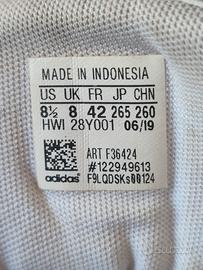 MADE IN INDONESIA
US UK FR JP CHN
8½ 8 42 265 260
HWI 28Y001 06/19
ART F36424
#122949613
F9LQDSKs00124
adidas